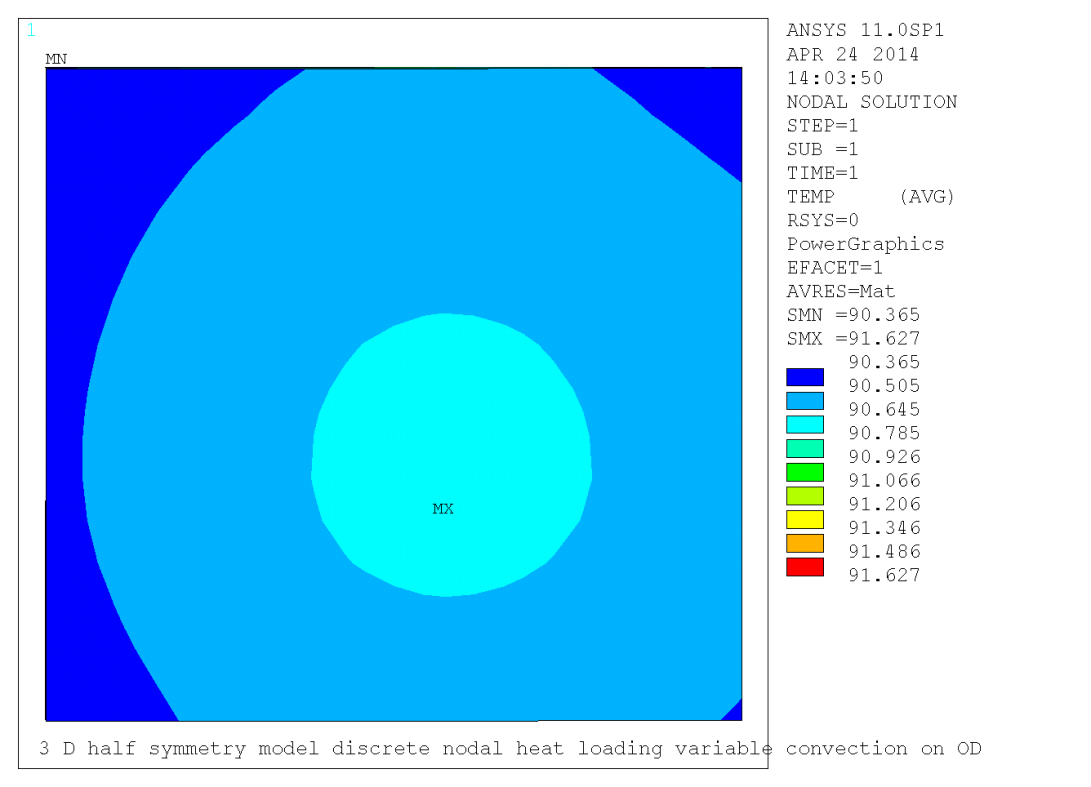 1
MN
MX
ANSYS 11.0SP1
APR 24 2014
14:03:50
NODAL SOLUTION
STEP=1
SUB =1
TIME=1
TEMP (AVG)
RSYS=0
PowerGraphics
EFACET=1
AVRES=Mat
SMN =90.365
SMX =91.627
90.365
90.505
90.645
90.785
90.926
91.066
91.206
91.346
91.486
91.627
3 D half symmetry model discrete nodal heat loading variable convection on OD